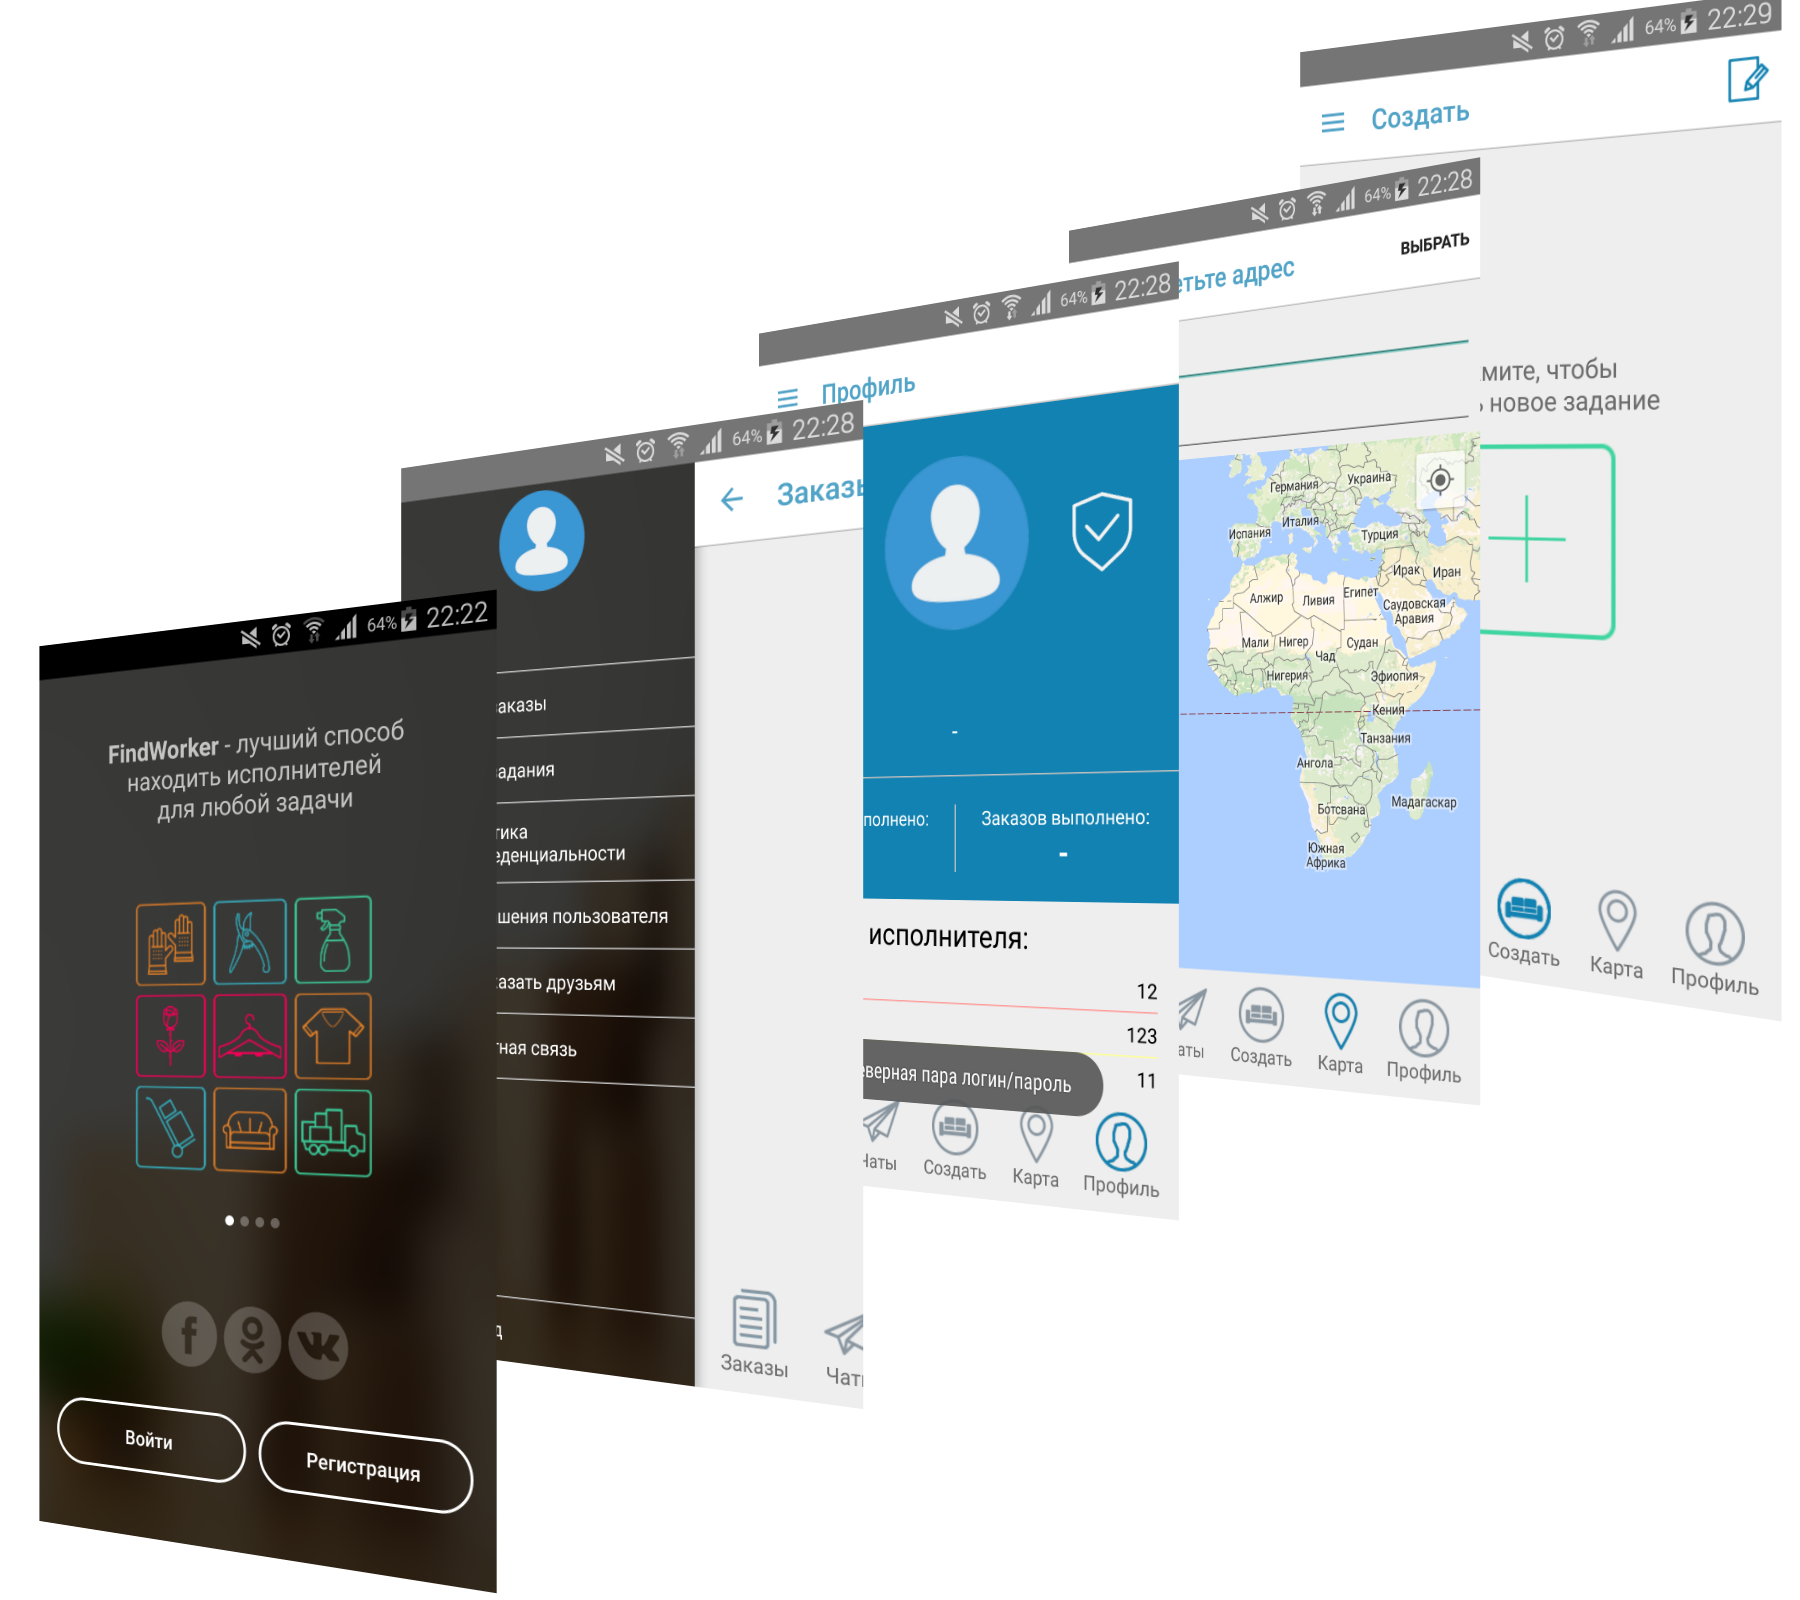 64% 22:22
FindWorker - лучший способ
находить исполнителей
для любой задачи
Войти
Регистрация
64% 22:28
Заказы
аказы
адания
тика
еденциальности
шения пользователя
азать друзьям
тная связь
Заказы
Чаты
64% 22:28
Профиль
-
полнено:
Заказов выполнено:
-
исполнителя:
12
123
11
еверная пара логин/пароль
Чаты
Создать
Карта
Профиль
64% 22:28
етьте адрес
ВЫБРАТЬ
Германия
Украина
Италия
Испания
Турция
Ирак
Иран
Алжир
Ливия
Египет
Саудовская
Аравия
Мали
Нигер
Судан
Чад
Нигерия
Эфиопия
Кения
Танзания
Ангола
Ботсвана
Мадагаскар
Южная
Африка
аты
Создать
Карта
Профиль
64% 22:29
Создать
мите, чтобы
ь новое задание
Создать
Карта
Профиль